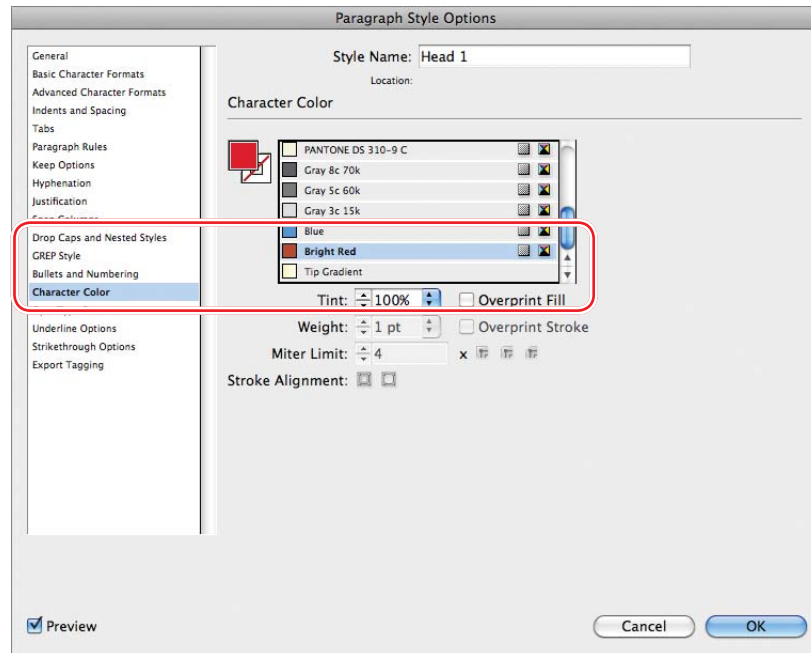 Paragraph Style Options
General
Basic Character Formats
Advanced Character Formats
Indents and Spacing
Tabs
Paragraph Rules
Keep Options
Hyphenation
Justification
Drop Caps and Nested Styles
GREP Style
Bullets and Numbering
Character Color
Underline Options
Strikethrough Options
Export Tagging
Style Name: Head 1
Location:
Character Color
PANTONE DS 310-9 C
Gray 8c 70k
Gray 5c 60k
Gray 3c 15k
Blue
Bright Red
Tip Gradient
Tint: 100% Overprint Fill
Weight: 1 pt Overprint Stroke
Miter Limit: 4 x
Stroke Alignment:
Preview
Cancel OK